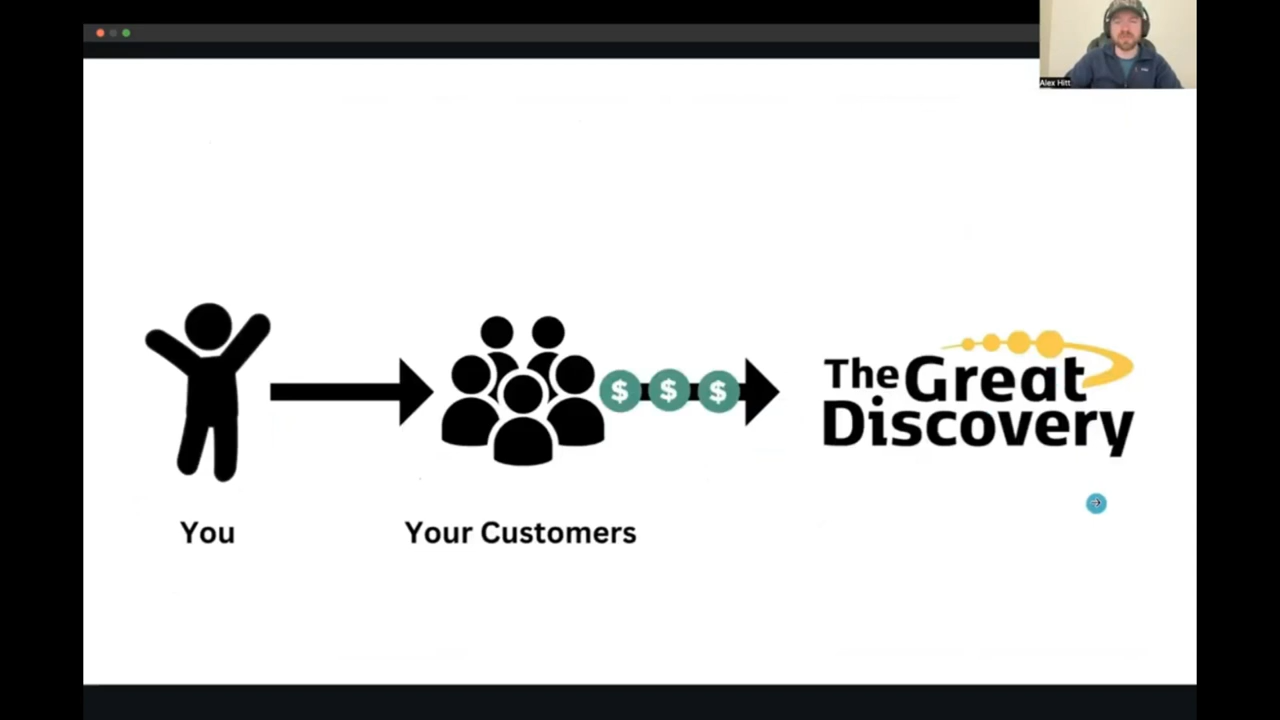 Alex Hitt
$ $ $
The Great
Discovery
You
Your Customers